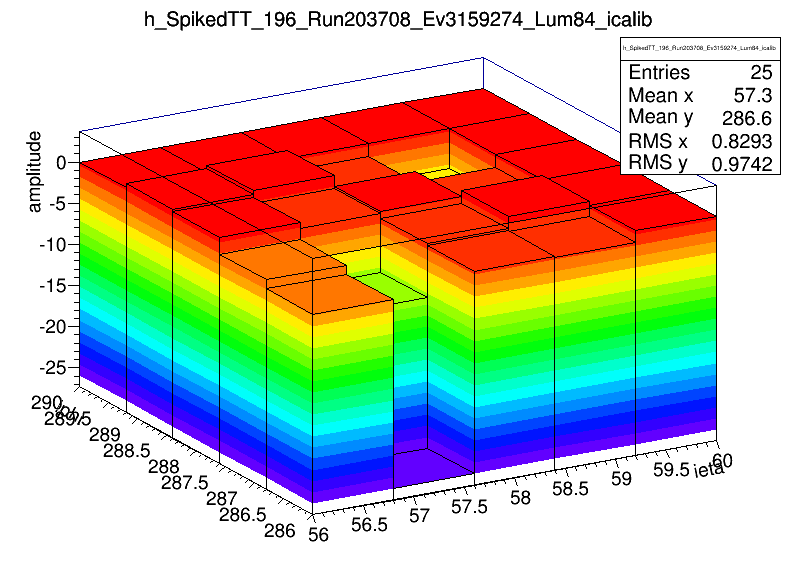 h_SpikedTT_196_Run203708_Ev3159274_Lum84_icalib
h_SpikedTT_196_Run203708_Ev3159274_Lum84_icalib
Entries 25
Mean x 57.3
Mean y 286.6
RMS x 0.8293
RMS y 0.9742
amplitude
0
-5
-10
-15
-20
-25
290
289.5
289
288.5
288
287.5
287
286.5
286
56
56.5
57
57.5
58
58.5
59
59.5
60
ieta